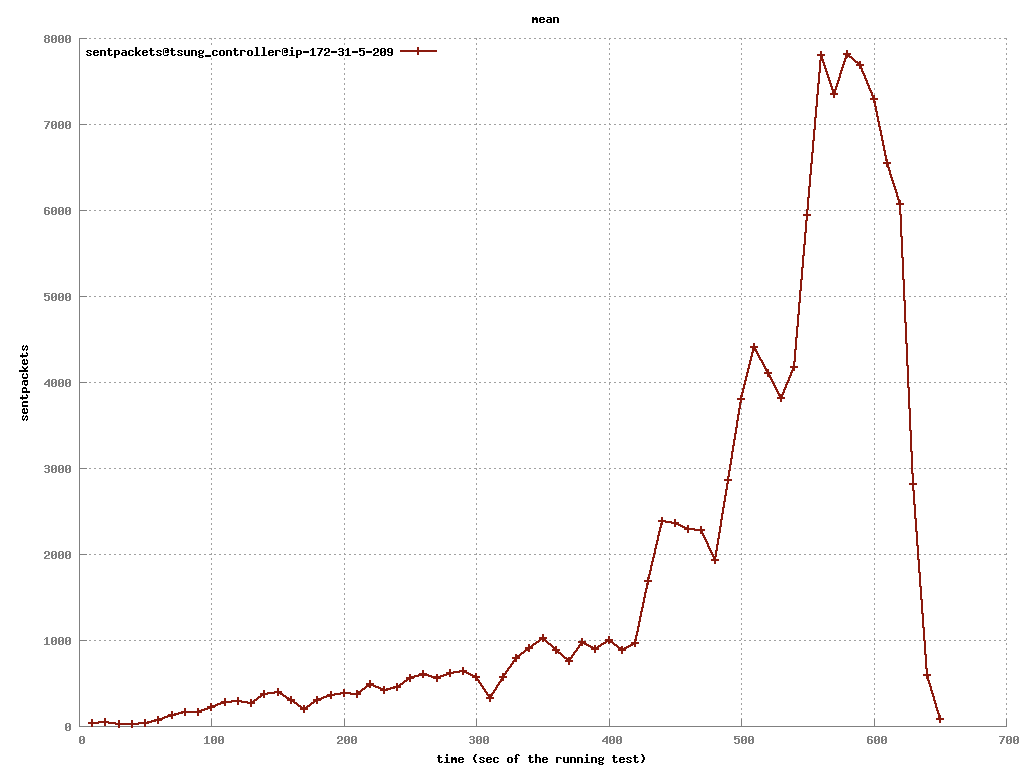 mean
8000
sentpackets@tsung_controller@ip-172-31-5-209
7000
6000
5000
4000
3000
2000
1000
0
sentpackets
0 100 200 300 400 500 600 700
time (sec of the running test)